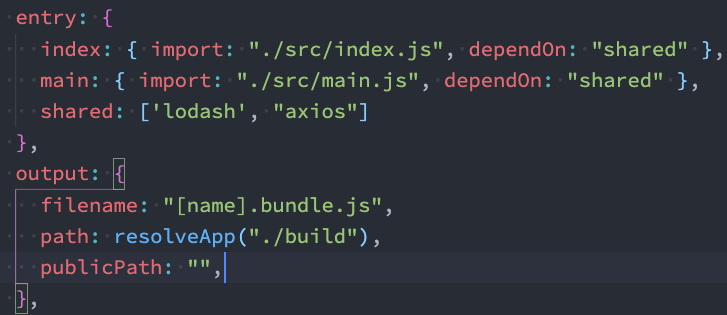 entry: {
index: { import: "./src/index.js", dependOn: "shared" },
main: { import: "./src/main.js", dependOn: "shared" },
shared: ['lodash', "axios"]
},
output: {
filename: "[name].bundle.js",
path: resolveApp("./build"),
publicPath: "",
},